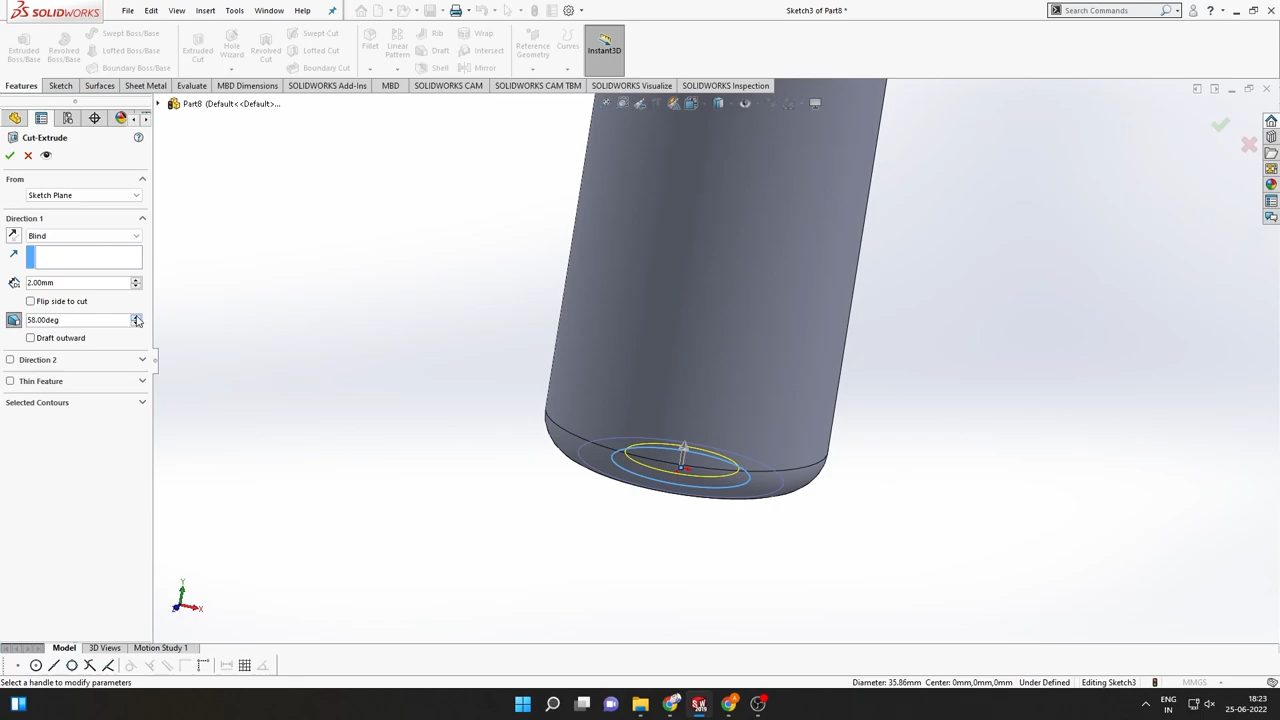 SOLIDWORKS File Edit View Insert Tools Window Help Sketch3 of Part8 * Search Commands
Extruded Boss/Base Revolved Boss/Base Swept Boss/Base Lofted Boss/Base Boundary Boss/Base Extruded Cut Hole Wizard Revolved Cut Swept Cut Lofted Cut Boundary Cut Fillet Linear Pattern Rib Draft Shell Wrap Intersect Mirror Reference Geometry Curves Instant3D
Features Sketch Surfaces Sheet Metal Evaluate MBD Dimensions SOLIDWORKS Add-Ins MBD SOLIDWORKS CAM SOLIDWORKS CAM TBM SOLIDWORKS Visualize SOLIDWORKS Inspection
Part8 (Default<<Default>...
Cut-Extrude
From
Sketch Plane
Direction 1
Blind
2.00mm
Flip side to cut
58.00deg
Draft outward
Direction 2
Thin Feature
Selected Contours
Y
X
Z
Model 3D Views Motion Study 1
Select a handle to modify parameters Diameter: 35.86mm Center: 0mm,0mm,0mm Under Defined Editing Sketch3 MMGS
SW 2019
ENG 18:23
IN 25-06-2022